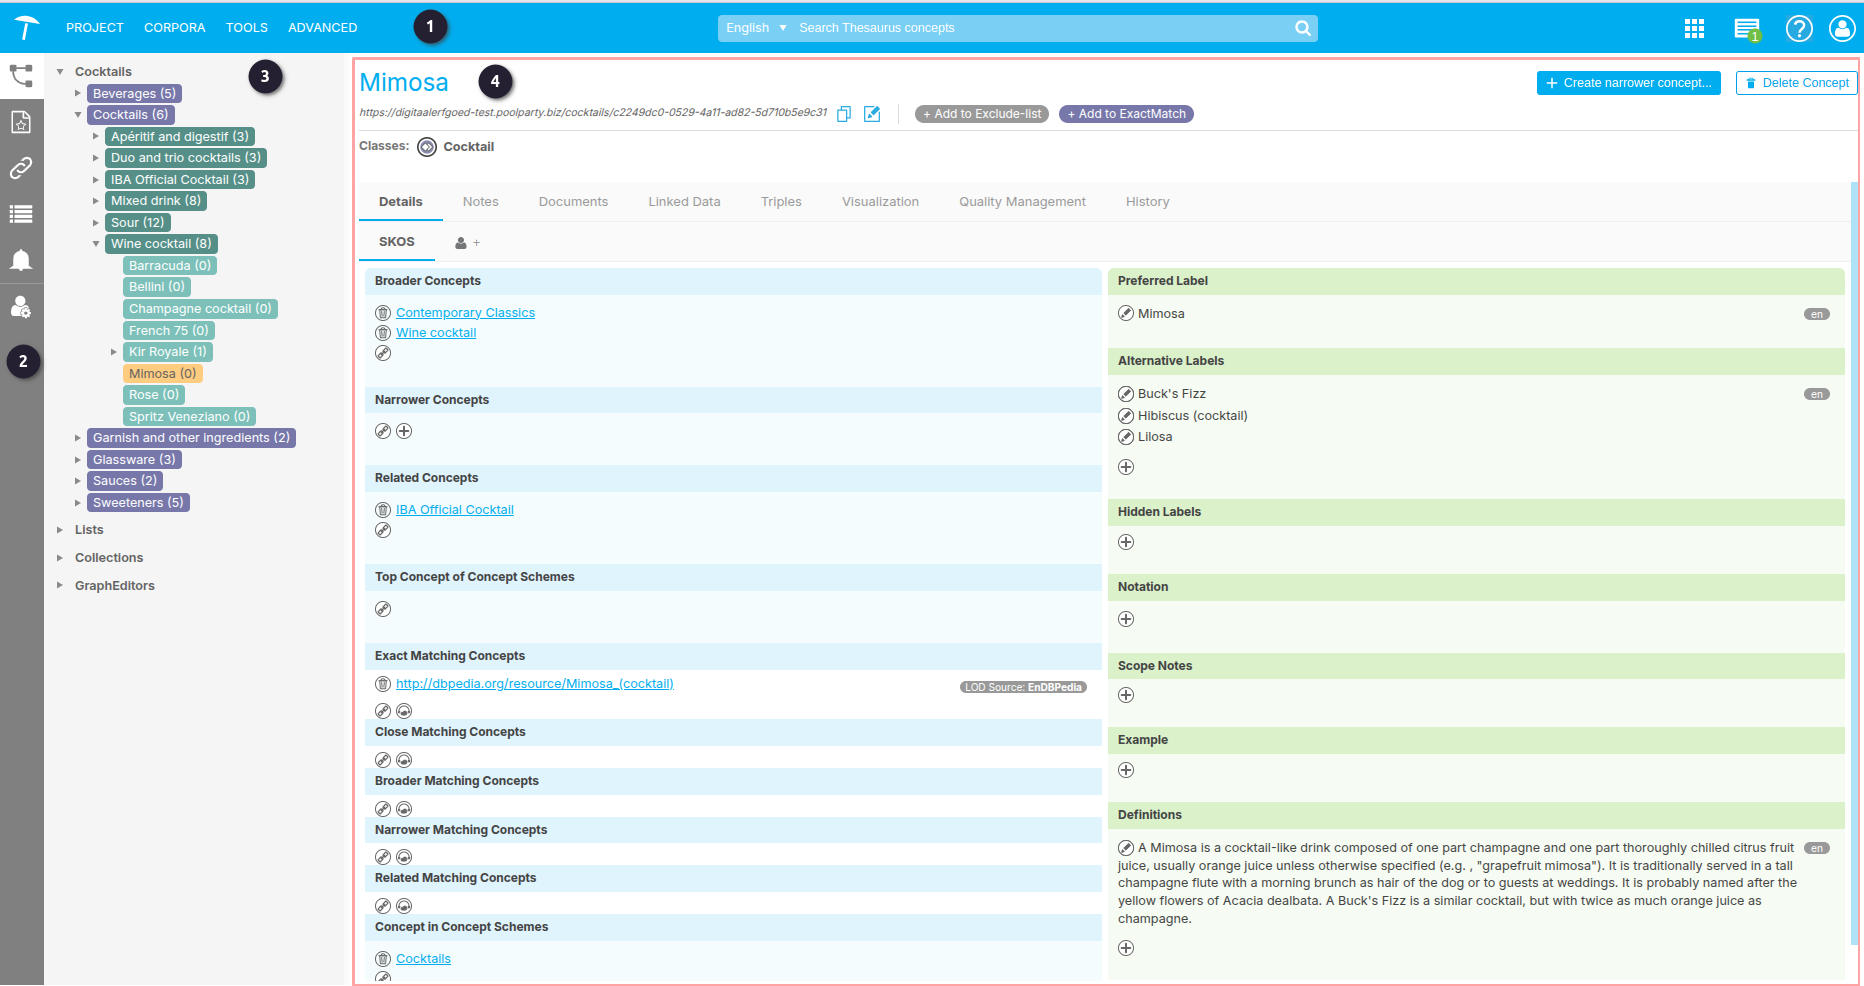 PROJECT CORPORA TOOLS ADVANCED 1 English Search Thesaurus concepts 1 ?
2
3
Cocktails
Beverages (5)
Cocktails (6)
Apéritif and digestif (3)
Duo and trio cocktails (3)
IBA Official Cocktail (3)
Mixed drink (8)
Sour (12)
Wine cocktail (8)
Barracuda (0)
Bellini (0)
Champagne cocktail (0)
French 75 (0)
Kir Royale (1)
Mimosa (0)
Rose (0)
Spritz Veneziano (0)
Garnish and other ingredients (2)
Glassware (3)
Sauces (2)
Sweeteners (5)
Lists
Collections
GraphEditors
Mimosa 4 + Create narrower concept... Delete Concept
https://digitaalerfgoed-test.poolparty.biz/cocktails/c2249dc0-0529-4a11-ad82-5d710b5e9c31 + Add to Exclude-list + Add to ExactMatch
Classes: Cocktail
Details Notes Documents Linked Data Triples Visualization Quality Management History
SKOS +
Broader Concepts
Contemporary Classics
Wine cocktail
Narrower Concepts
Related Concepts
IBA Official Cocktail
Top Concept of Concept Schemes
Exact Matching Concepts
http://dbpedia.org/resource/Mimosa_(cocktail) LOD Source: EnDBPedia
Close Matching Concepts
Broader Matching Concepts
Narrower Matching Concepts
Related Matching Concepts
Concept in Concept Schemes
Cocktails
Preferred Label
Mimosa en
Alternative Labels
Buck's Fizz en
Hibiscus (cocktail)
Lilosa
Hidden Labels
Notation
Scope Notes
Example
Definitions
A Mimosa is a cocktail-like drink composed of one part champagne and one part thoroughly chilled citrus fruit en
juice, usually orange juice unless otherwise specified (e.g. , "grapefruit mimosa"). It is traditionally served in a tall
champagne flute with a morning brunch as hair of the dog or to guests at weddings. It is probably named after the
yellow flowers of Acacia dealbata. A Buck's Fizz is a similar cocktail, but with twice as much orange juice as
champagne.